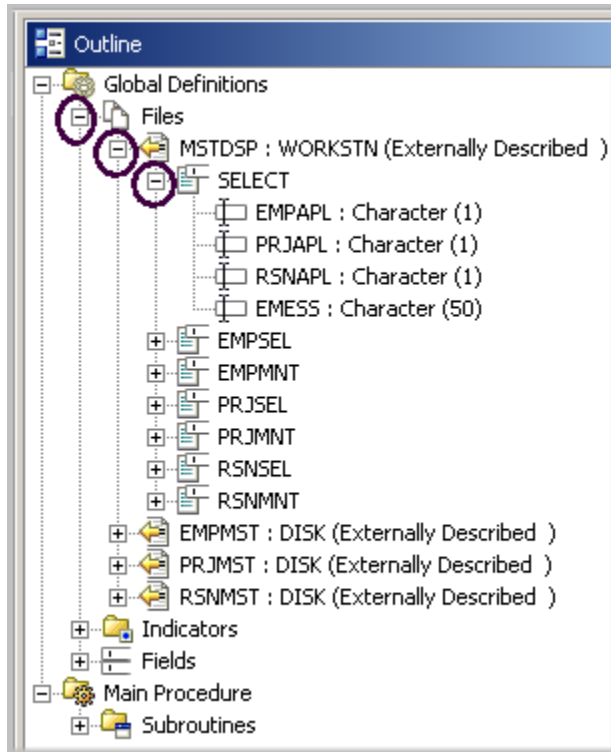 Outline
Global Definitions
Files
MSTDSP : WORKSTN (Externally Described  )
SELECT
EMPAPL : Character (1)
PRJAPL : Character (1)
RSNAPL : Character (1)
EMESS : Character (50)
EMPSEL
EMPMNT
PRJSEL
PRJMNT
RSNSEL
RSNMNT
EMPMST : DISK (Externally Described  )
PRJMST : DISK (Externally Described  )
RSNMST : DISK (Externally Described  )
Indicators
Fields
Main Procedure
Subroutines